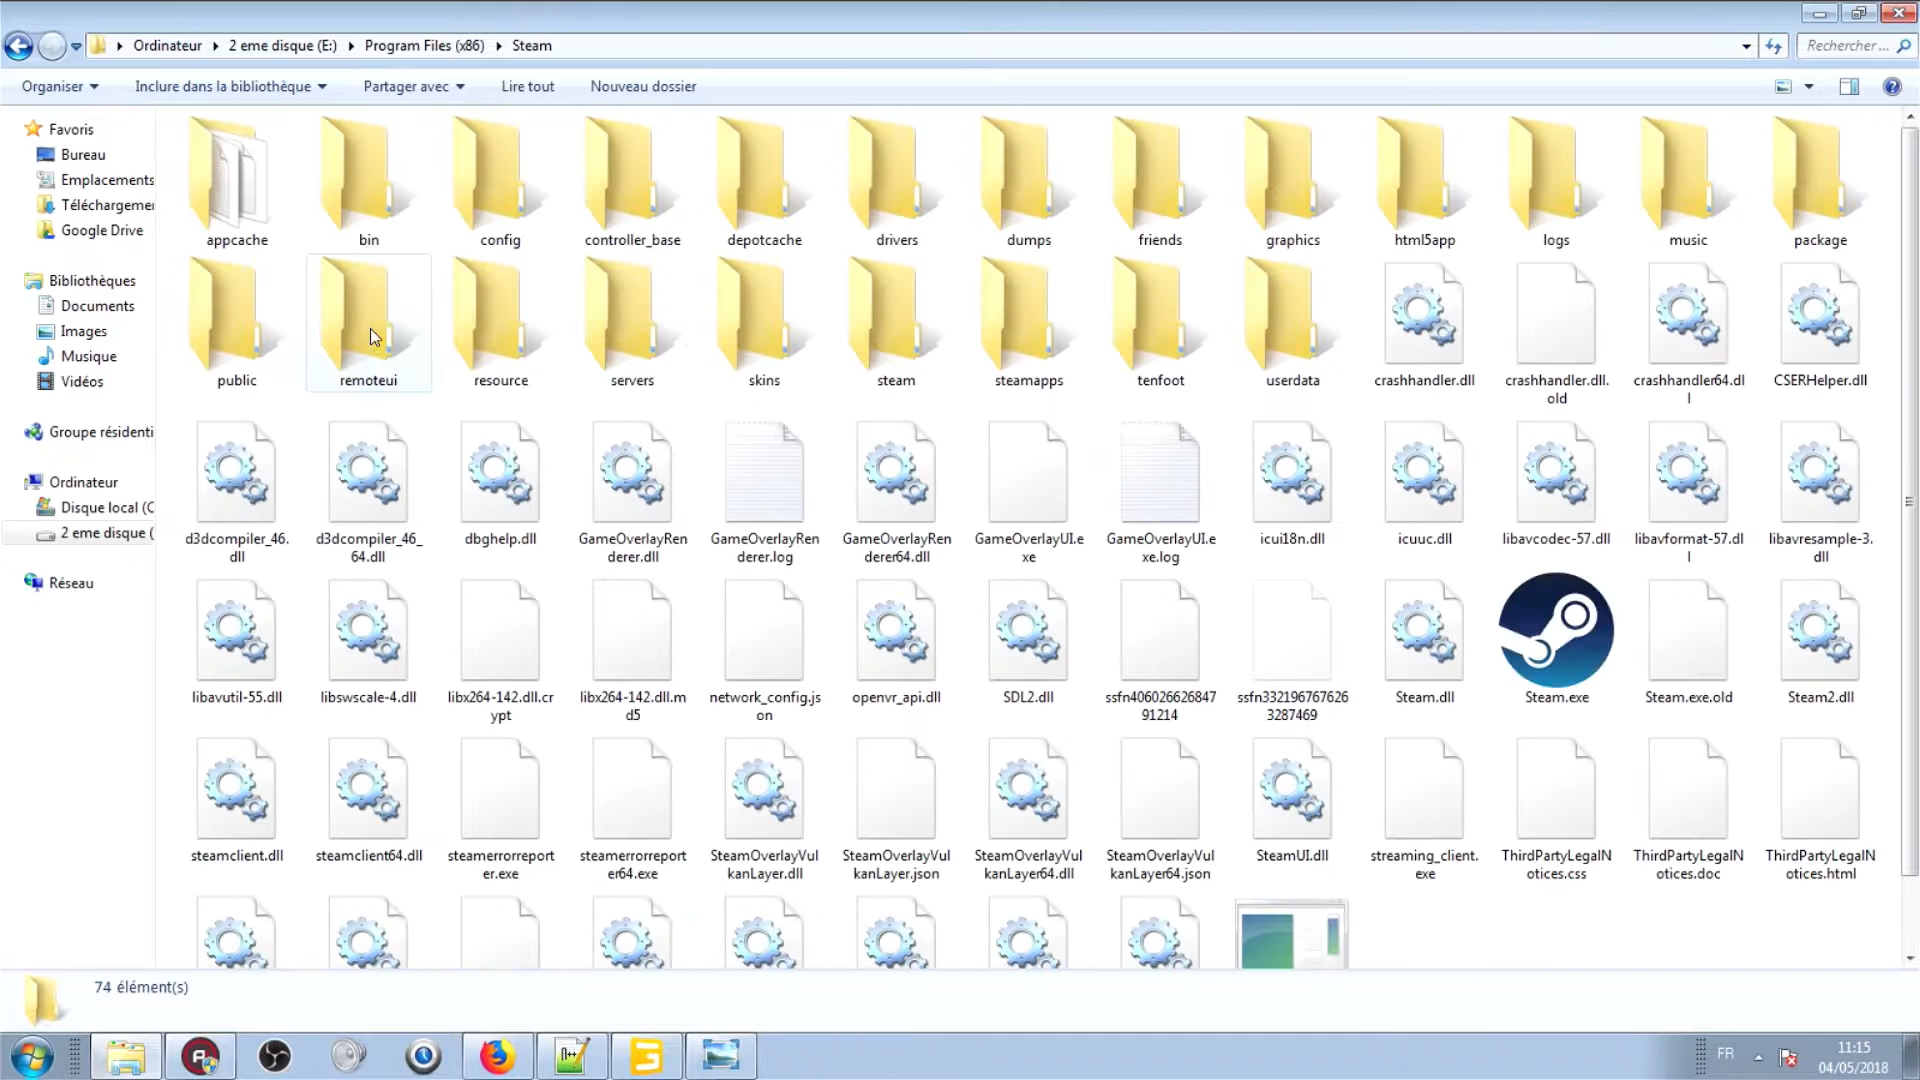 Ordinateur 2 eme disque (E:) Program Files (x86) Steam
Rechercher ...
Organiser Inclure dans la bibliothèque Partager avec Lire tout Nouveau dossier
Favoris
Bureau
Emplacements
Téléchargemen
Google Drive
Bibliothèques
Documents
Images
Musique
Vidéos
Groupe résidenti
Ordinateur
Disque local (C
2 eme disque (
Réseau
appcache bin config controller_base depotcache drivers dumps friends graphics html5app logs music package
public remoteui resource servers skins steam steamapps tenfoot userdata crashhandler.dll crashhandler.dll. crashhandler64.dl CSERHelper.dll
old l
d3dcompiler_46. d3dcompiler_46_ dbghelp.dll GameOverlayRen GameOverlayRen GameOverlayRen GameOverlayUI.e GameOverlayUI.e icui18n.dll icuuc.dll libavcodec-57.dll libavformat-57.dl libavresample-3.
dll 64.dll derer.dll derer.log derer64.dll xe xe.log l dll
libavutil-55.dll libswscale-4.dll libx264-142.dll.cr libx264-142.dll.m network_config.js openvr_api.dll SDL2.dll ssfn406026626847 ssfn332196767626 Steam.dll Steam.exe Steam.exe.old Steam2.dll
ypt d5 on 91214 3287469
steamclient.dll steamclient64.dll steamerrorreport steamerrorreport SteamOverlayVul SteamOverlayVul SteamOverlayVul SteamOverlayVul SteamUI.dll streaming_client. ThirdPartyLegalN ThirdPartyLegalN ThirdPartyLegalN
er.exe er64.exe kanLayer.dll kanLayer.json kanLayer64.dll kanLayer64.json exe otices.css otices.doc otices.html
74 élément(s)
FR
11:15
04/05/2018